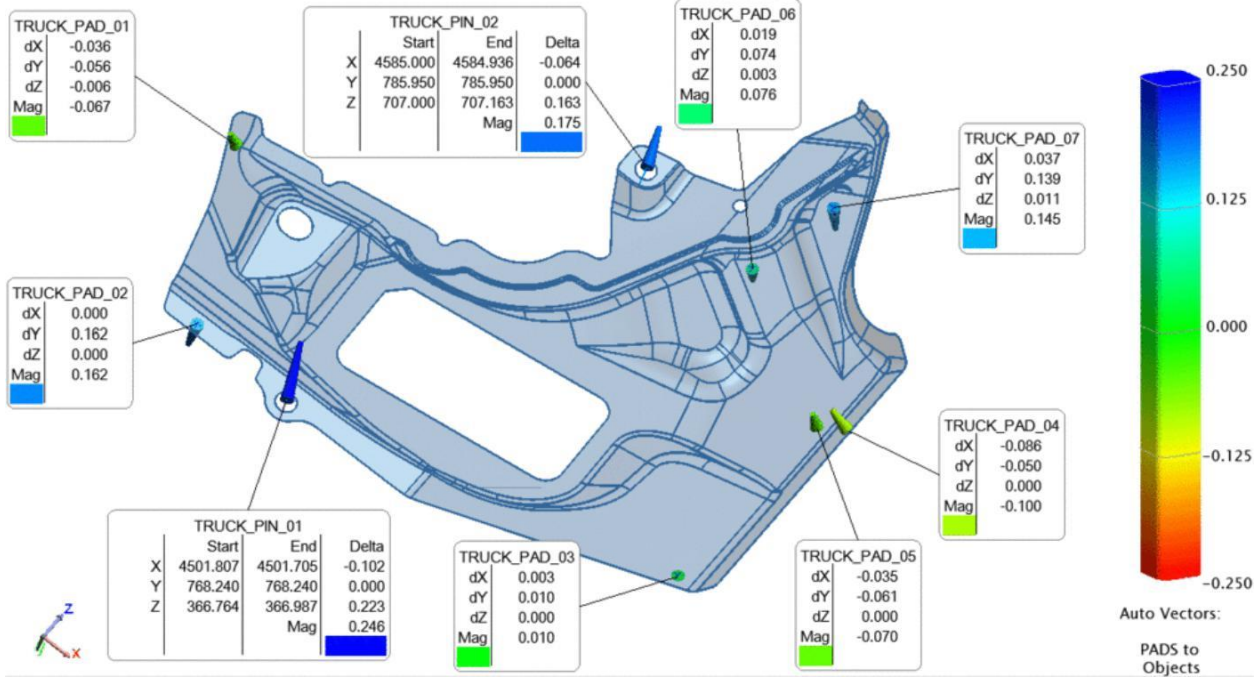 TRUCK_PAD_01
dX -0.036
dY -0.056
dZ -0.006
Mag -0.067
TRUCK_PIN_02
Start End Delta
X 4585.000 4584.936 -0.064
Y 785.950 785.950 0.000
Z 707.000 707.163 0.163
Mag 0.175
TRUCK_PAD_06
dX 0.019
dY 0.074
dZ 0.003
Mag 0.076
TRUCK_PAD_07
dX 0.037
dY 0.139
dZ 0.011
Mag 0.145
TRUCK_PAD_02
dX 0.000
dY 0.162
dZ 0.000
Mag 0.162
TRUCK_PAD_04
dX -0.086
dY -0.050
dZ 0.000
Mag -0.100
TRUCK_PIN_01
Start End Delta
X 4501.807 4501.705 -0.102
Y 768.240 768.240 0.000
Z 366.764 366.987 0.223
Mag 0.246
TRUCK_PAD_03
dX 0.003
dY 0.010
dZ 0.000
Mag 0.010
TRUCK_PAD_05
dX -0.035
dY -0.061
dZ 0.000
Mag -0.070
0.250
0.125
0.000
-0.125
-0.250
Auto Vectors:
PADS to
Objects
Z
Y
X